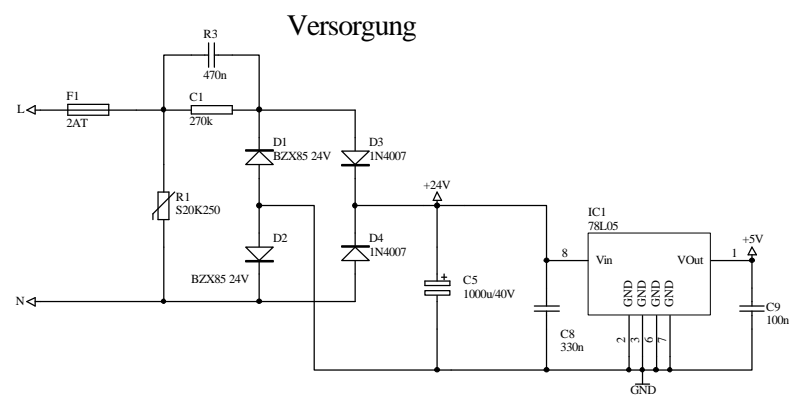 Versorgung
R3
470n
F1
L
2AT
C1
270k
D1
BZX85 24V
D3
1N4007
R1
S20K250
+24V
D2
BZX85 24V
D4
1N4007
IC1
78L05
8
Vin
VOut
1
+5V
GND
GND
GND
GND
2
3
6
7
C5
1000u/40V
N
C8
330n
C9
100n
GND